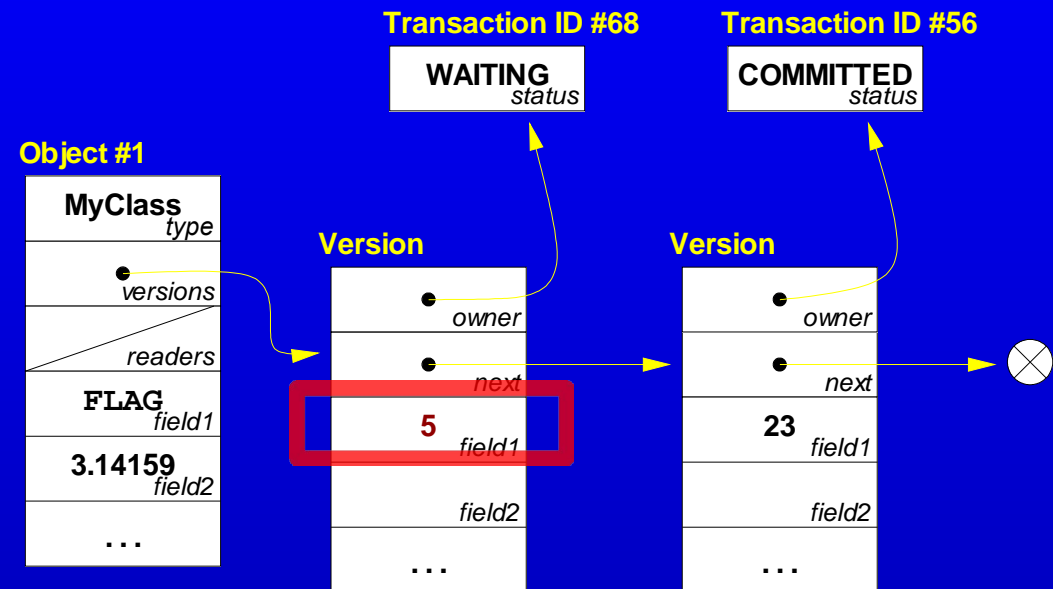 Transaction ID #68
WAITING
status
Transaction ID #56
COMMITTED
status
Object #1
MyClass
type
versions
readers
FLAG
field1
3.14159
field2
...
Version
owner
next
5
field1
field2
...
Version
owner
next
23
field1
field2
...